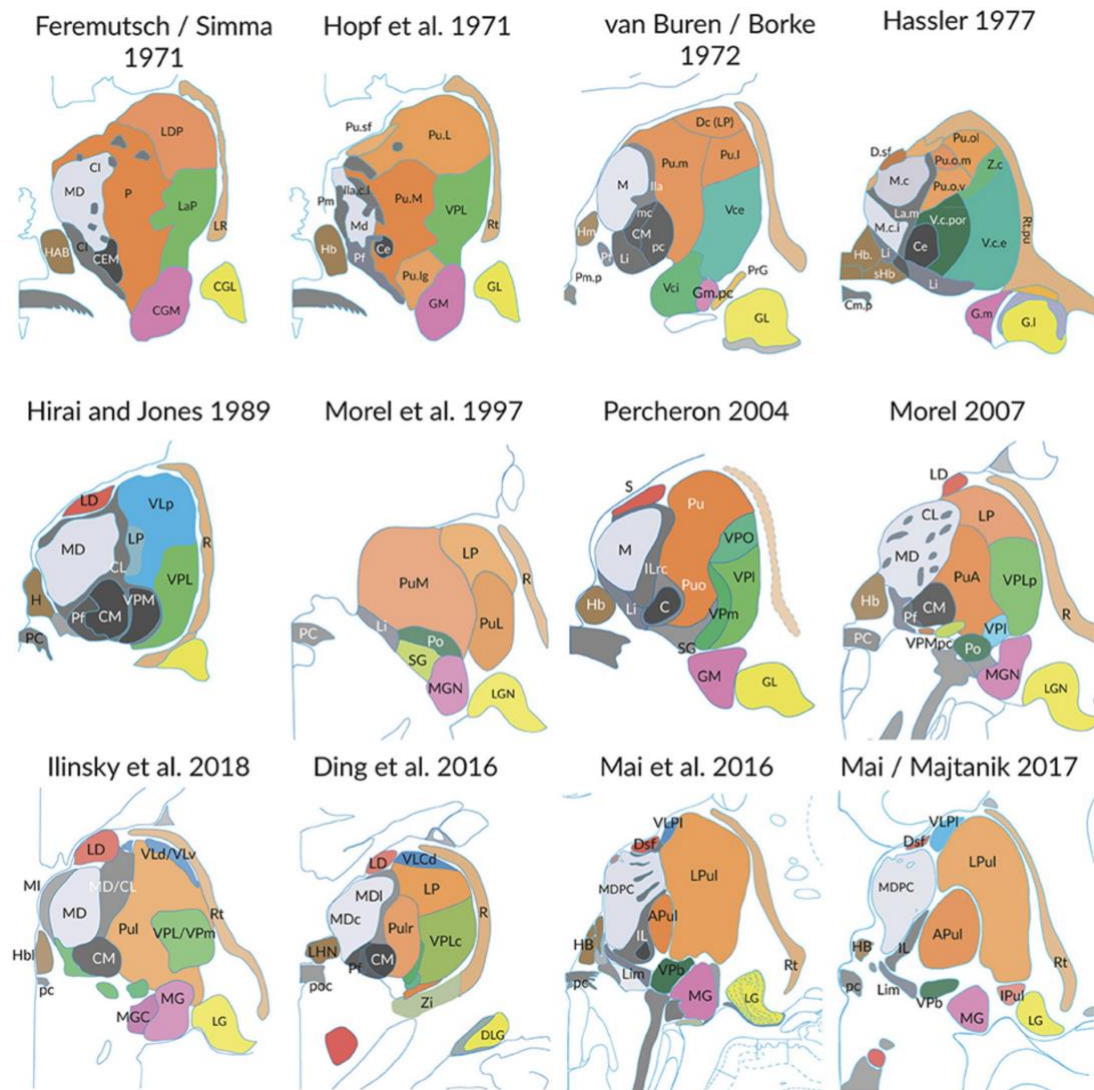 Feremutsch / Simma
1971
LDP
CI
MD
P
LaP
LR
HAB
CI
CEM
CGM
CGL
Hopf et al. 1971
Pu.sf
Pu.L
IIa,c.l
Pm
Pu.M
VPL
Md
Rt
Hb
Pf
Ce
Pu.Ig
GM
GL
van Buren / Borke
1972
Dc (LP)
Pu.m
Pu.l
M
IIa
mc
Vce
Hm
CM
pc
Pf
Li
Pm.p
Vci
PrG
Gm.pc
GL
Hassler 1977
Pu.ol
D.sf
Pu.o.m
Z.c
M.c
Pu.o.v
La.m
V.c.por
Rt.pu
M.c.i
V.c.e
Hb.
Li
Ce
sHb
Li
Cm.p
G.m
G.l
Hirai and Jones 1989
LD
VLp
MD
LP
R
CL
VPL
H
Pf
CM
VPM
PC
Morel et al. 1997
LP
PuM
R
PuL
PC
Li
Po
SG
MGN
LGN
Percheron 2004
S
Pu
M
VPO
ILrc
VPl
Puo
Hb
Li
C
VPm
SG
GM
GL
Morel 2007
LD
CL
LP
MD
PuA
VPLp
Hb
Pf
CM
R
PC
VPl
VPMpc
Po
MGN
LGN
Ilinsky et al. 2018
LD
VLd/VLv
MI
MD/CL
MD
Rt
Pul
VPL/VPm
Hbl
CM
pc
MG
MGC
LG
Ding et al. 2016
LD
VLCd
MDl
LP
R
MDc
Pulr
VPLc
LHN
Pf
CM
poc
Zi
DLG
Mai et al. 2016
VLPl
Dsf
LPul
MDPC
APul
HB
IL
pc
Lim
VPb
Rt
MG
LG
Mai / Majtanik 2017
VLPl
Dsf
LPul
MDPC
APul
HB
IL
Rt
pc
Lim
VPb
IPul
MG
LG